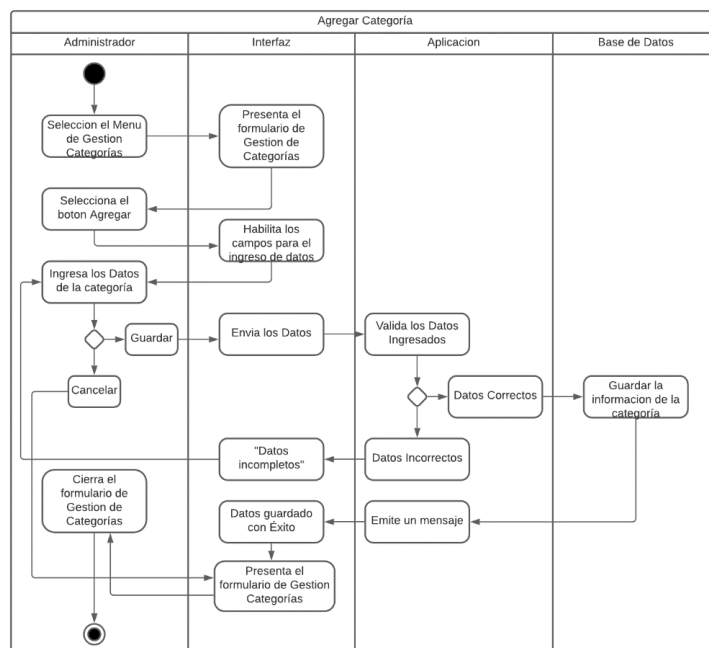 Agregar Categoría
Administrador
Interfaz
Aplicacion
Base de Datos
Seleccion el Menu
de Gestion
Categorías
Presenta el
formulario de
Gestion de
Categorías
Selecciona el
boton Agregar
Habilita los
campos para el
ingreso de datos
Ingresa los Datos
de la categoría
Guardar
Envia los Datos
Valida los Datos
Ingresados
Cancelar
Datos Correctos
Guardar la
informacion de la
categoría
"Datos
incompletos"
Datos Incorrectos
Cierra el
formulario de
Gestion de
Categorías
Datos guardado
con Éxito
Emite un mensaje
Presenta el
formulario de Gestion
Categorías